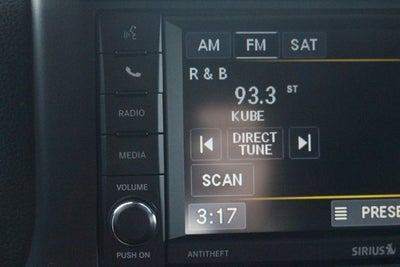 AM FM SAT
R & B
93.3 ST
KUBE
DIRECT
TUNE
SCAN
3:17
PRESE
RADIO
MEDIA
VOLUME
PUSH ON
ANTITHEFT
SIRIUS